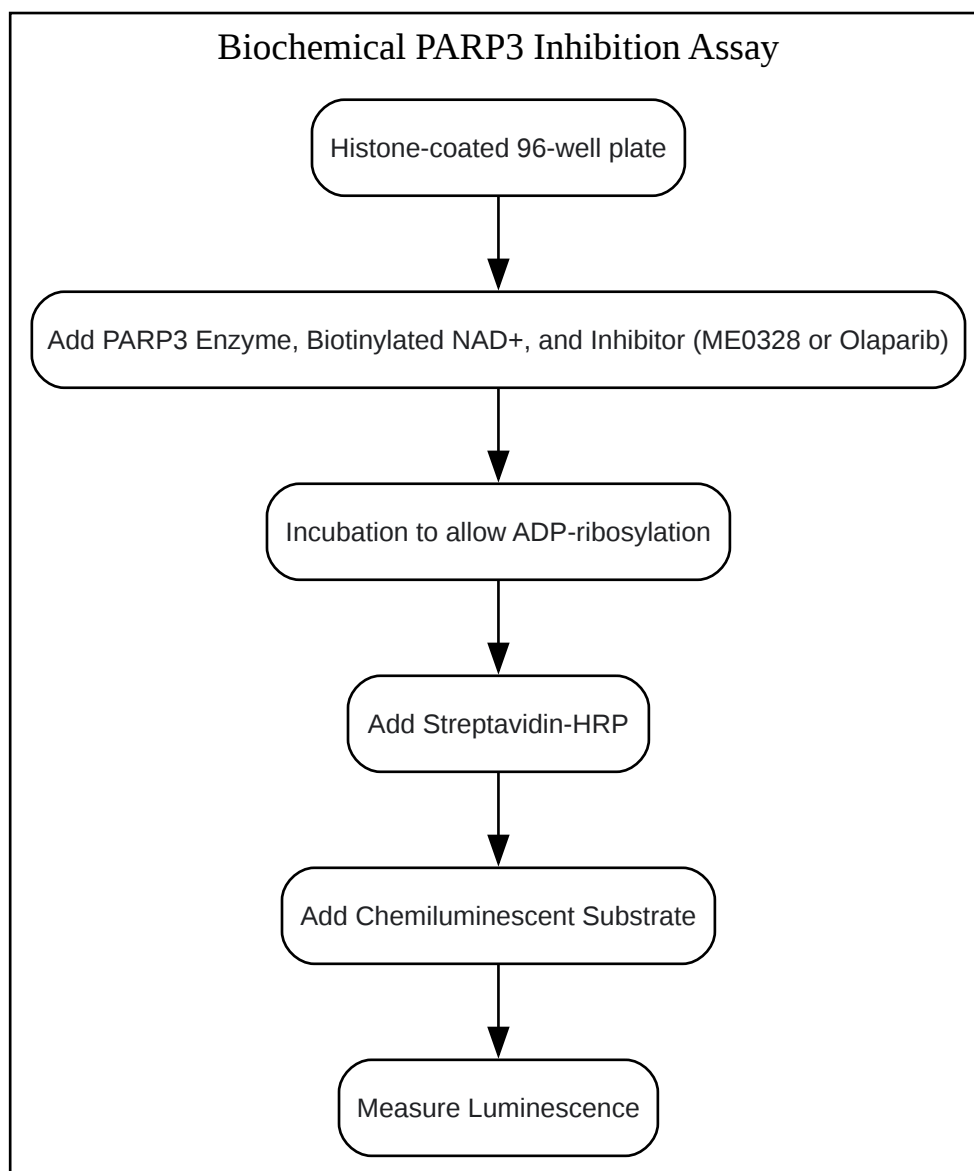 Biochemical PARP3 Inhibition Assay
Histone-coated 96-well plate
Add PARP3 Enzyme, Biotinylated NAD+, and Inhibitor (ME0328 or Olaparib)
Incubation to allow ADP-ribosylation
Add Streptavidin-HRP
Add Chemiluminescent Substrate
Measure Luminescence